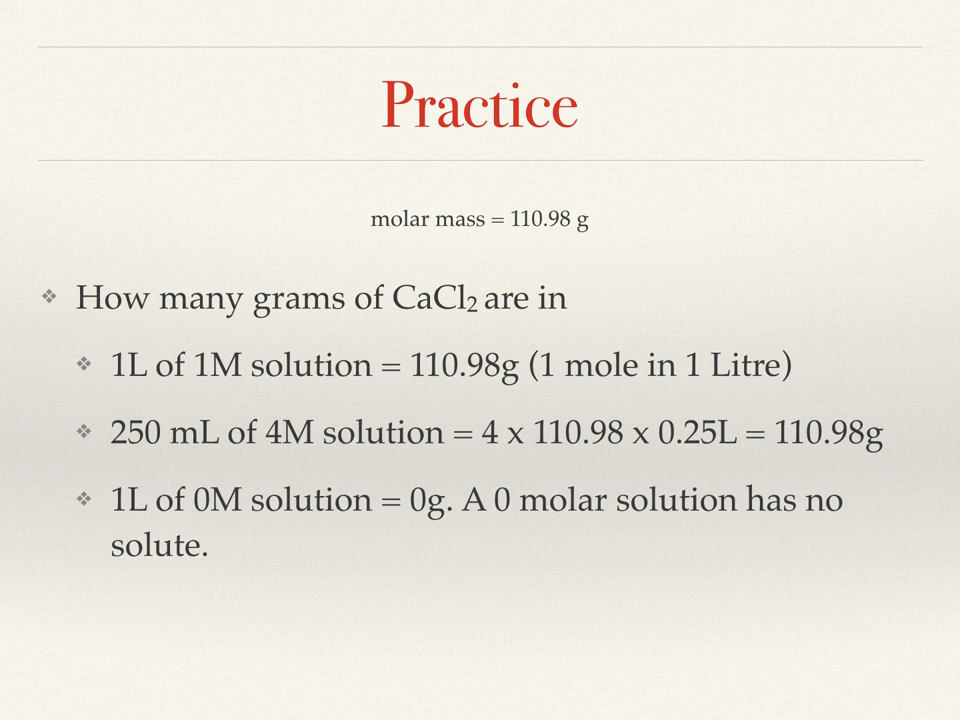 Practice
molar mass = 110.98 g
❖ How many grams of CaCl₂ are in
❖ 1L of 1M solution = 110.98g (1 mole in 1 Litre)
❖ 250 mL of 4M solution = 4 x 110.98 x 0.25L = 110.98g
❖ 1L of 0M solution = 0g. A 0 molar solution has no
solute.